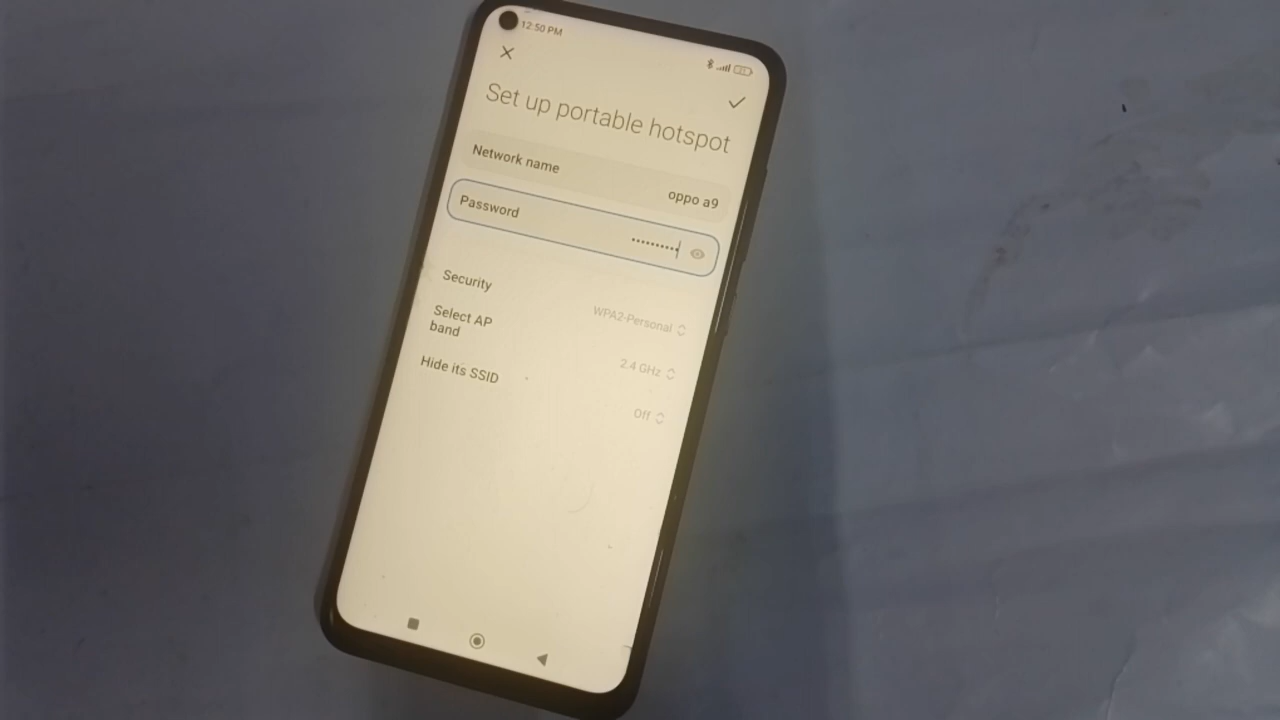 12:50 PM
Set up portable hotspot
Network name
oppo a9
Password
••••••••••
Security
WPA2-Personal
Select AP
band
2.4 GHz
Hide its SSID
Off